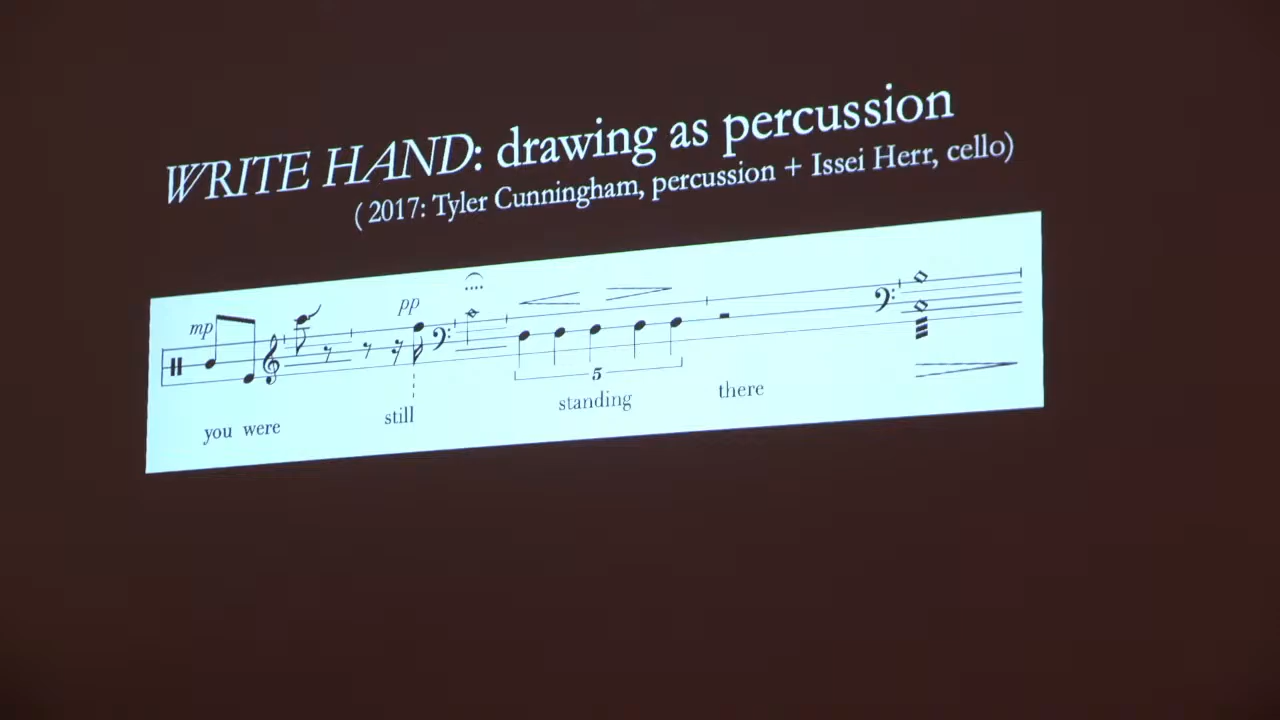 WRITE HAND: drawing as percussion
( 2017: Tyler Cunningham, percussion + Issei Herr, cello)
mp
pp
5
you were still standing there